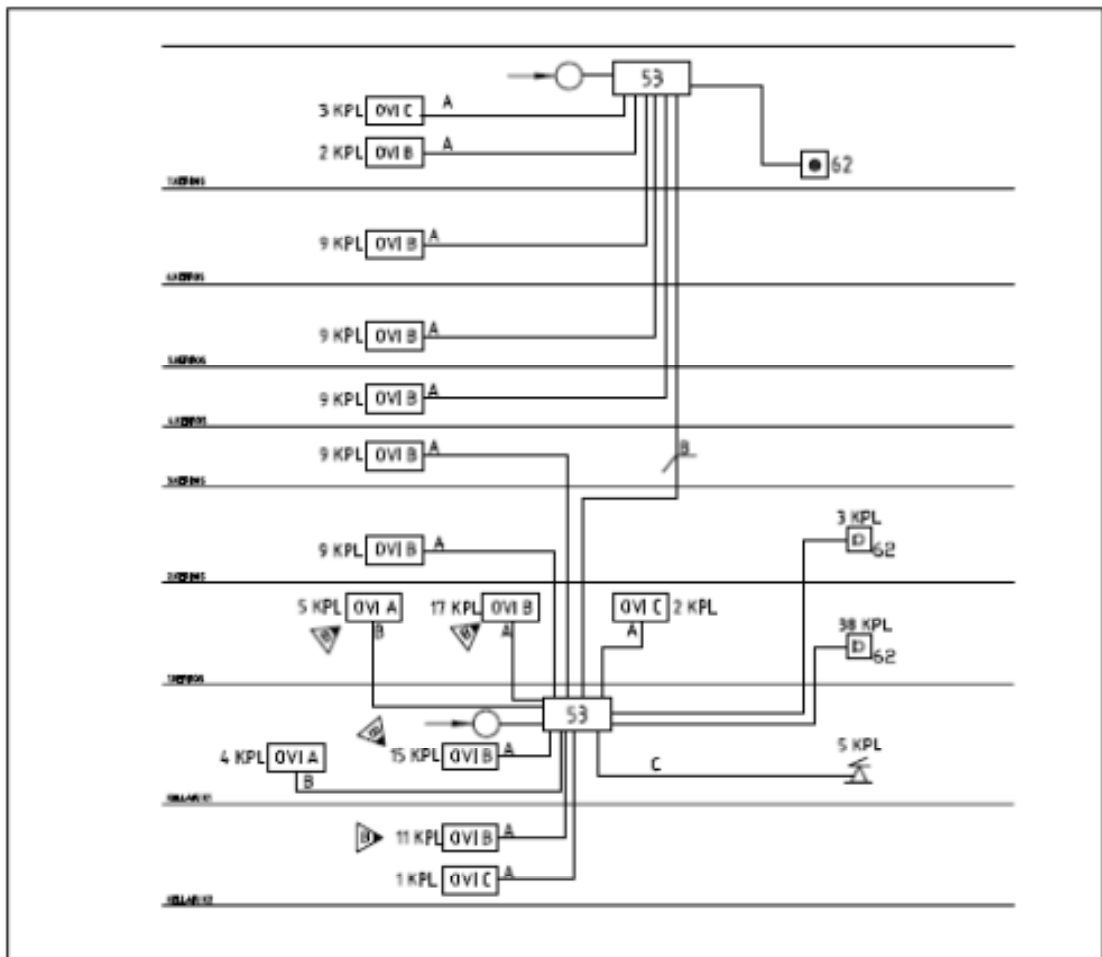 53
3 KPL OVI C A
2 KPL OVI B A
62
9 KPL OVI B A
9 KPL OVI B A
9 KPL OVI B A
9 KPL OVI B A
B
3 KPL
62
9 KPL OVI B A
5 KPL OVI A
B
17 KPL OVI B
A
OVI C 2 KPL
A
38 KPL
62
53
4 KPL OVI A
B
15 KPL OVI B A
C
5 KPL
11 KPL OVI B A
1 KPL OVI C A